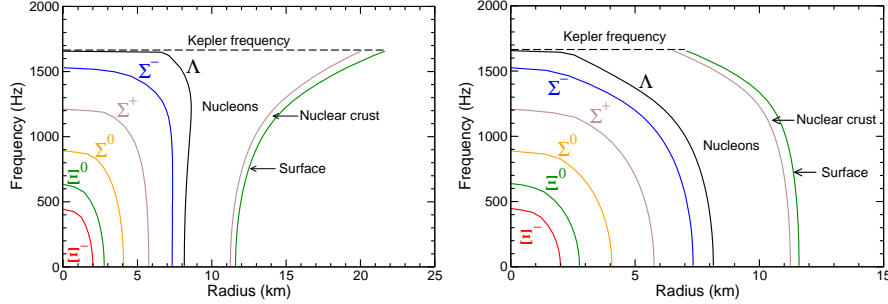 Kepler frequency
Σ⁻
Λ
Σ⁺
Nucleons
Nuclear crust
Σ⁰
Ξ⁰
Surface
Ξ⁻
Frequency (Hz)
0
500
1000
1500
2000
0
5
10
15
20
25
Radius (km)
Kepler frequency
Λ
Σ⁻
Σ⁺
Nuclear crust
Nucleons
Σ⁰
Ξ⁰
Surface
Ξ⁻
Frequency (Hz)
0
500
1000
1500
2000
0
5
10
15
Radius (km)